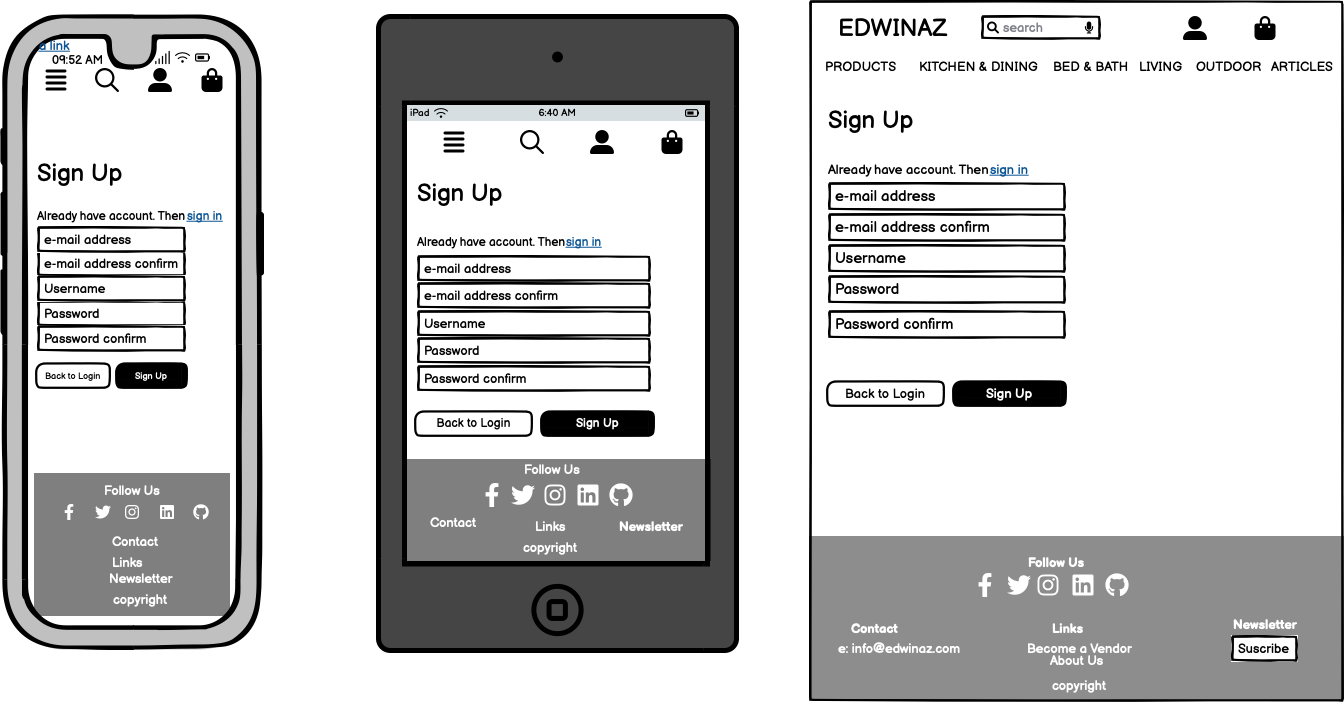 a link
09:52 AM
Sign Up
Already have account. Then sign in
e-mail address
e-mail address confirm
Username
Password
Password confirm
Back to Login Sign Up
Follow Us
Contact
Links
Newsletter
copyright
iPad 6:40 AM
Sign Up
Already have account. Then sign in
e-mail address
e-mail address confirm
Username
Password
Password confirm
Back to Login Sign Up
Follow Us
Contact Links Newsletter
copyright
EDWINAZ search
PRODUCTS KITCHEN & DINING BED & BATH LIVING OUTDOOR ARTICLES
Sign Up
Already have account. Then sign in
e-mail address
e-mail address confirm
Username
Password
Password confirm
Back to Login Sign Up
Follow Us
Contact Links Newsletter
e: info@edwinaz.com Become a Vendor Suscribe
About Us
copyright